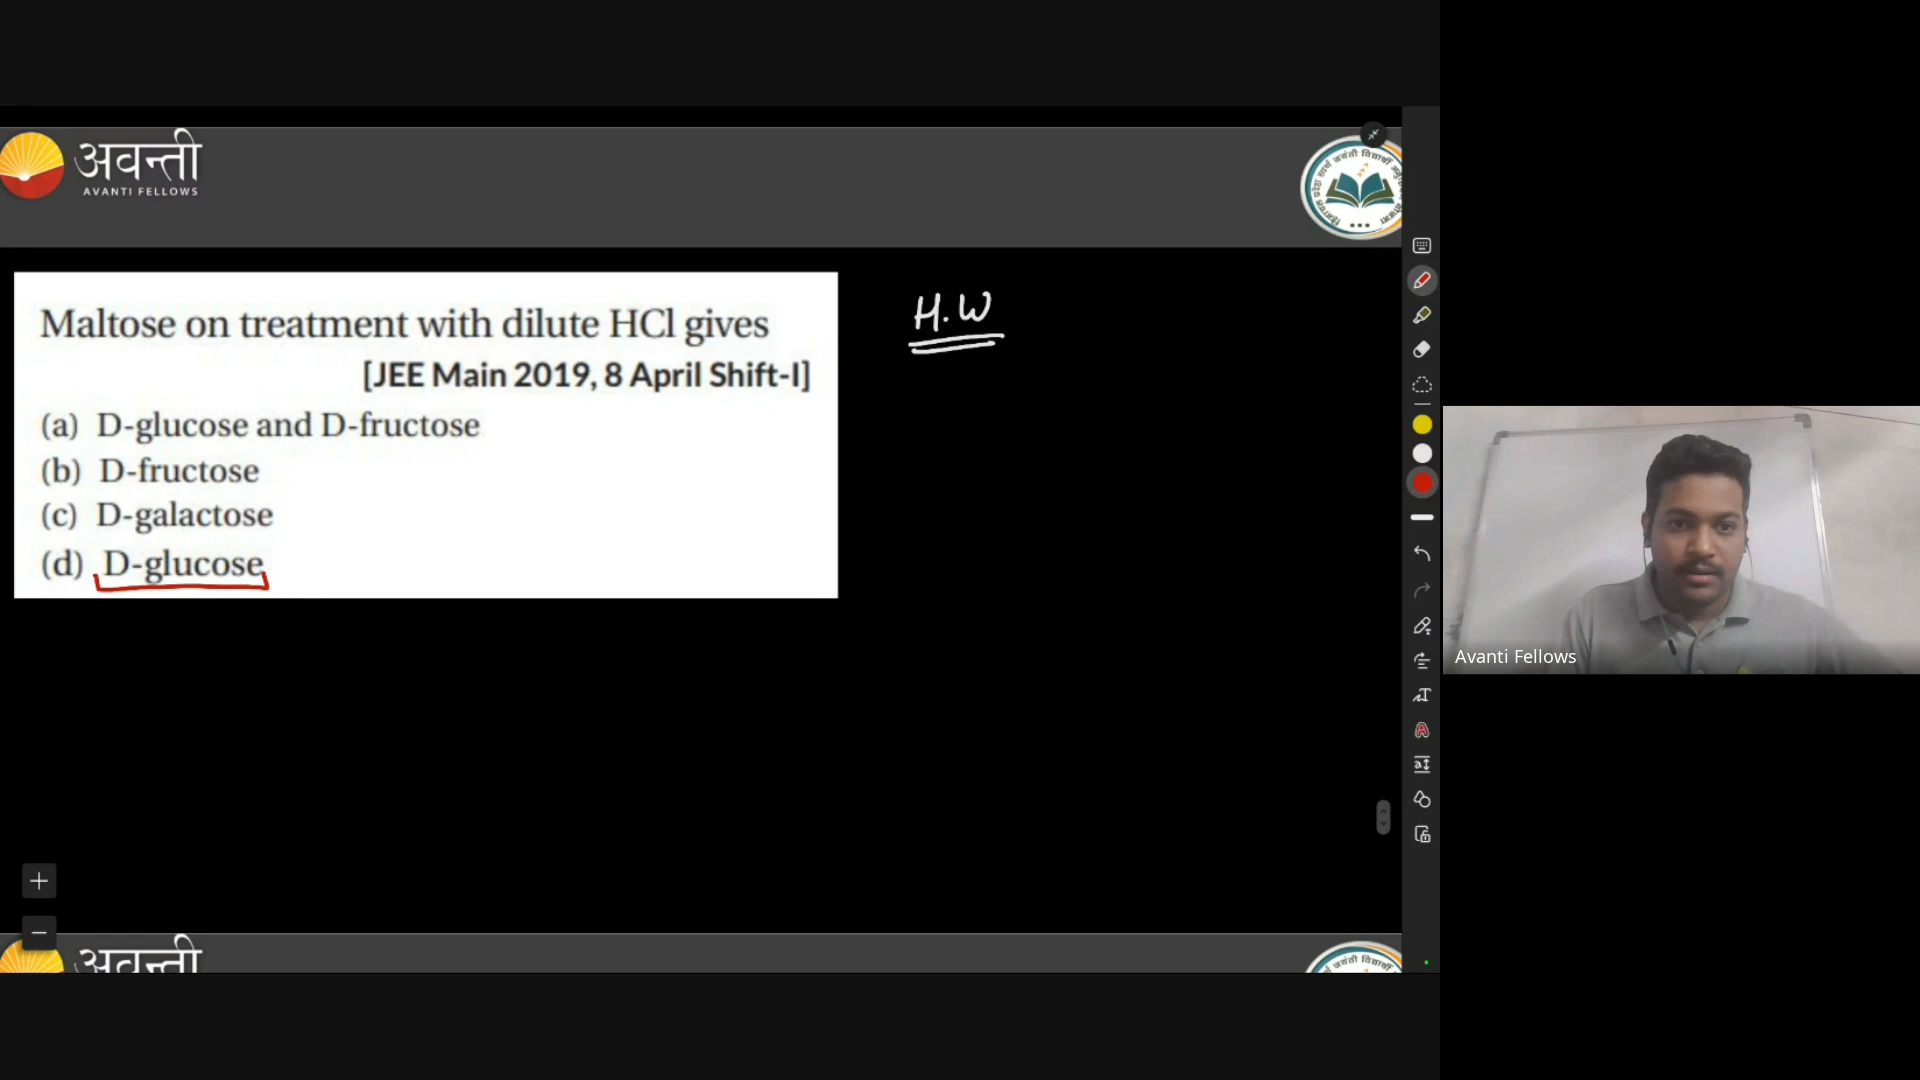 अवन्ती
AVANTI FELLOWS
Maltose on treatment with dilute HCl gives
[JEE Main 2019, 8 April Shift-I]
(a) D-glucose and D-fructose
(b) D-fructose
(c) D-galactose
(d) D-glucose
H.W
Avanti Fellows
अवन्ती